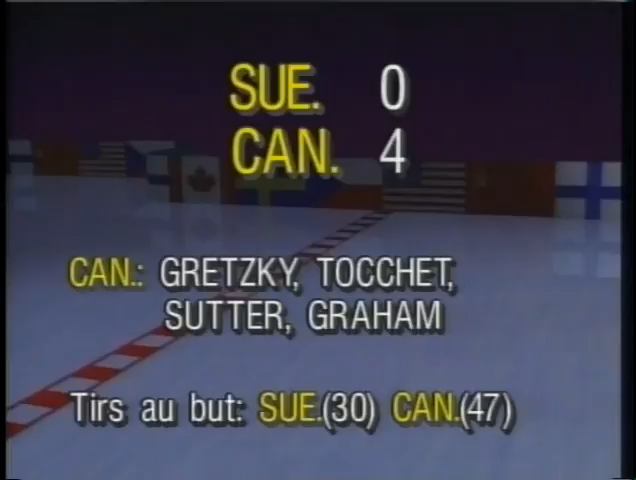 SUE. 0
CAN. 4
CAN.: GRETZKY, TOCCHET,
SUTTER, GRAHAM
Tirs au but: SUE.(30) CAN.(47)